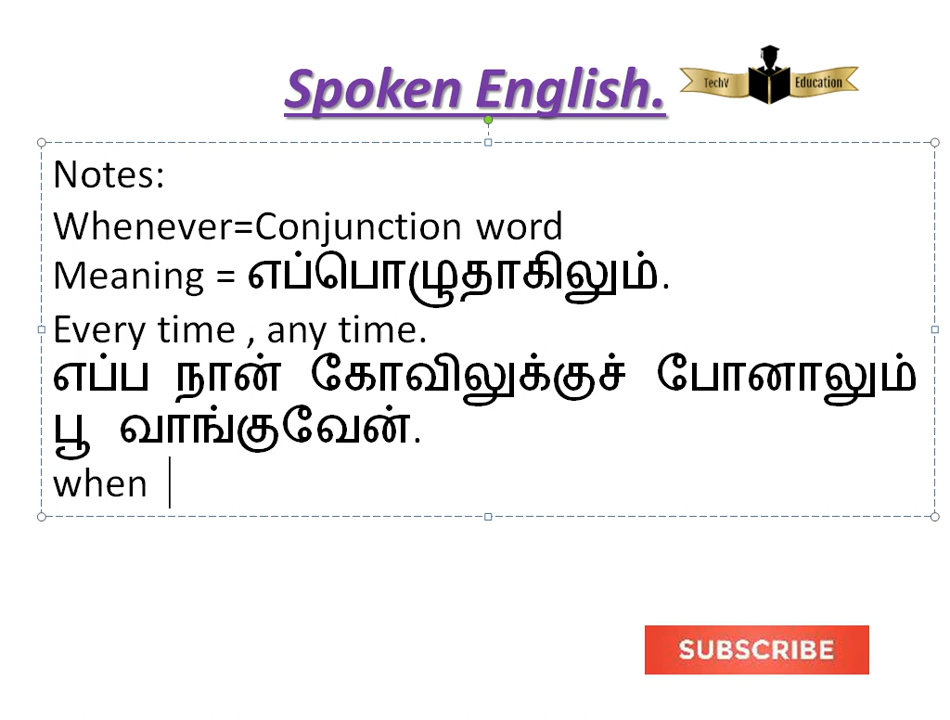 Spoken English.
TechV Education
Notes:
Whenever=Conjunction word
Meaning = எப்பொழுதாகிலும்.
Every time , any time.
எப்ப நான் கோவிலுக்குச் போனாலும்
பூ வாங்குவேன்.
when
SUBSCRIBE